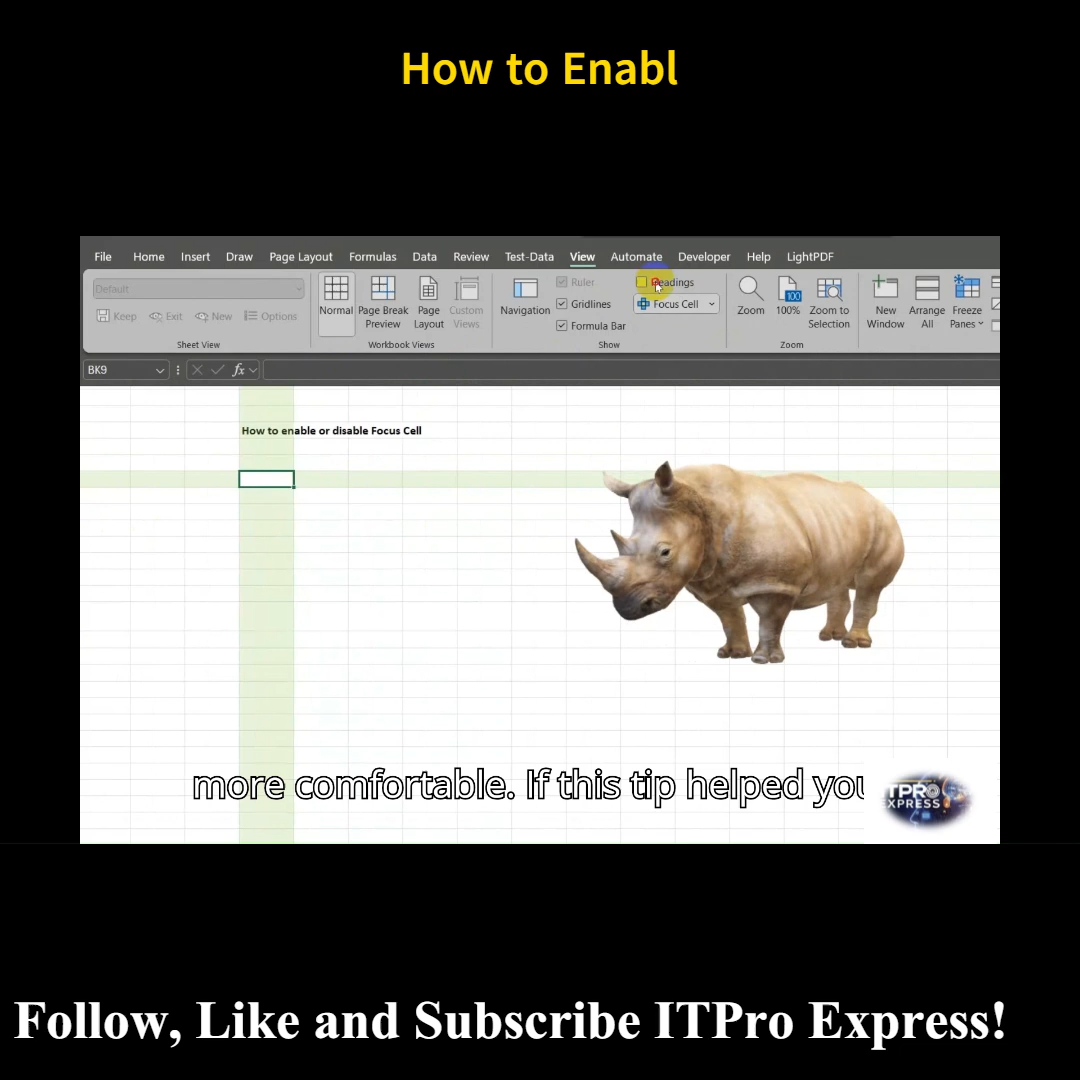 How to Enabl
File Home Insert Draw Page Layout Formulas Data Review Test-Data View Automate Developer Help LightPDF
Default
Keep Exit New Options
Sheet View
Normal
Page Break Preview
Page Layout
Custom Views
Workbook Views
Navigation
Ruler
Gridlines
Formula Bar
Headings
Focus Cell
Show
Zoom
100
100%
Zoom to Selection
Zoom
New Window
Arrange All
Freeze Panes
BK9
fx
How to enable or disable Focus Cell
more comfortable. If this tip helped you
EXPRESS
Follow, Like and Subscribe ITPro Express!